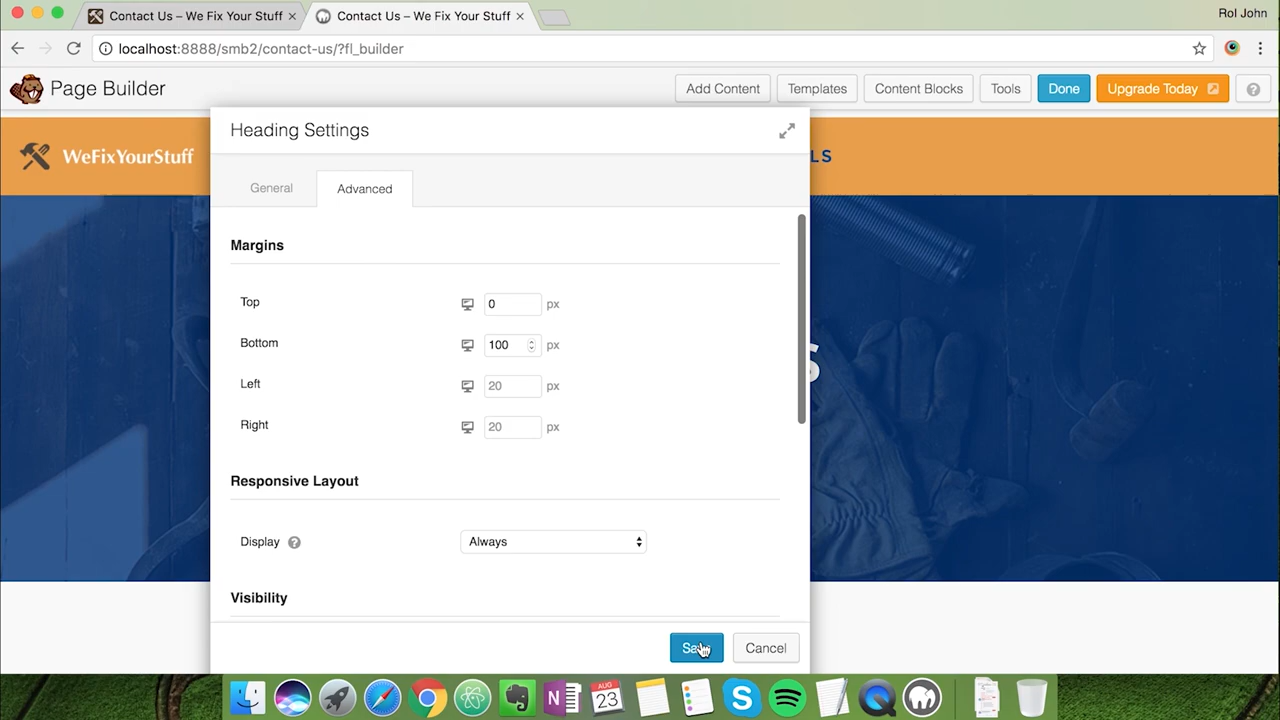 Contact Us – We Fix Your Stuff
Contact Us – We Fix Your Stuff
Rol John
localhost:8888/smb2/contact-us/?fl_builder
Page Builder
Add Content
Templates
Content Blocks
Tools
Done
Upgrade Today
?
WeFixYourStuff
LS
Heading Settings
General
Advanced
Margins
Top
0
px
Bottom
100
px
Left
20
px
Right
20
px
Responsive Layout
Display
?
Always
Visibility
Cancel
AUG
23